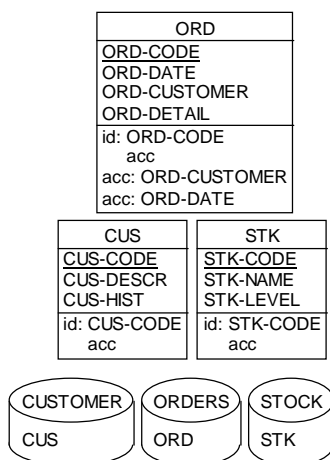 ORD
ORD-CODE
ORD-DATE
ORD-CUSTOMER
ORD-DETAIL
id: ORD-CODE
acc
acc: ORD-CUSTOMER
acc: ORD-DATE
CUS
CUS-CODE
CUS-DESCR
CUS-HIST
id: CUS-CODE
acc
STK
STK-CODE
STK-NAME
STK-LEVEL
id: STK-CODE
acc
CUSTOMER
CUS
ORDERS
ORD
STOCK
STK